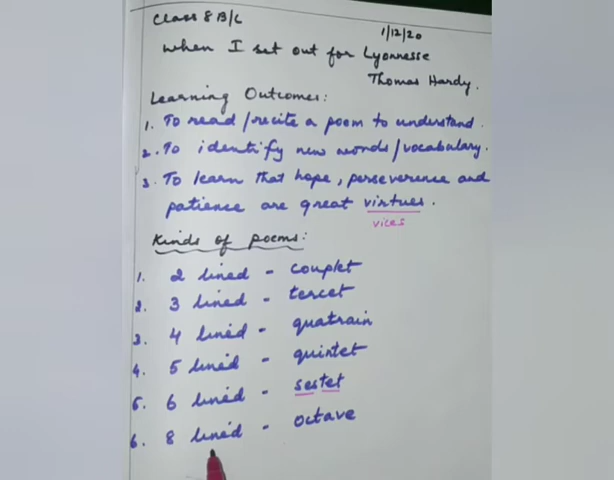 Class 8 B/C
1/12/20
When I set out for Lyonnesse
Thomas Hardy.
Learning Outcomes:
1. To read/recite a poem to understand.
2. To identify new words/vocabulary.
3. To learn that hope, perseverence and
patience are great virtues.
vices
Kinds of poems:
1. 2 lined - couplet
2. 3 lined - tercet
3. 4 lined - quatrain
4. 5 lined - quintet
5. 6 lined - sestet
6. 8 lined - octave